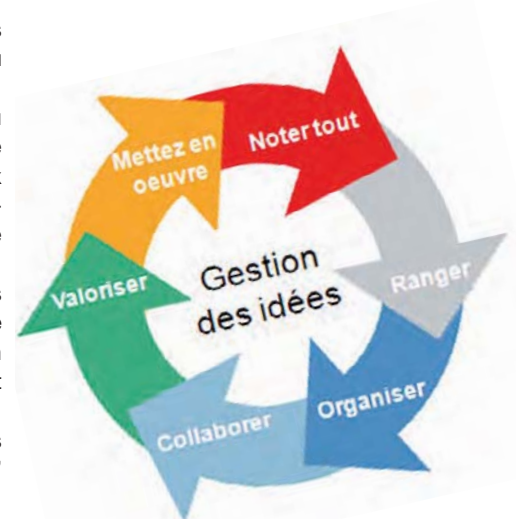 Gestion
des idées
Noter tout
Ranger
Organiser
Collaborer
Valoriser
Mettez en
oeuvre